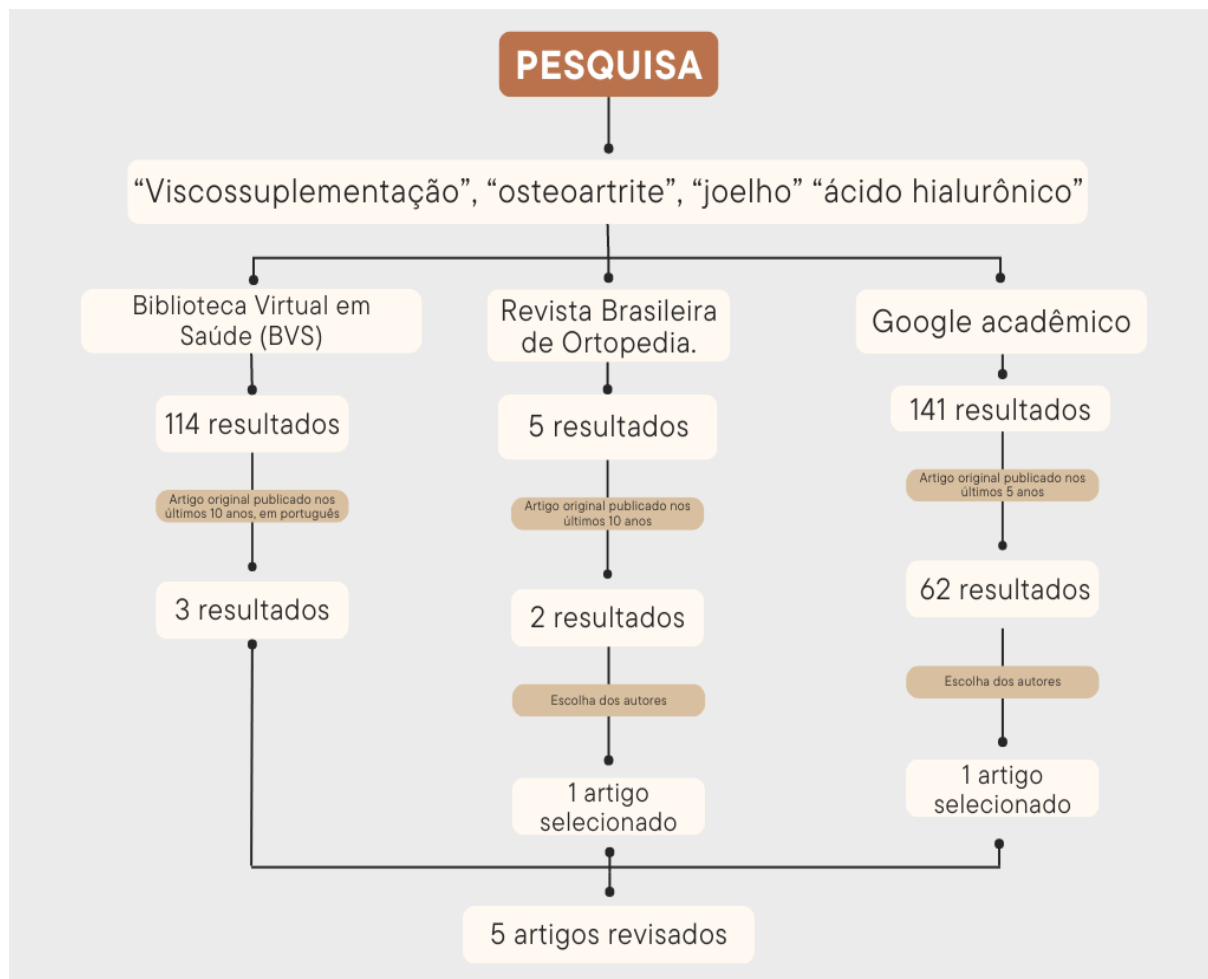 PESQUISA
“Viscossuplementação”, “osteoartrite”, “joelho” “ácido hialurônico”
Biblioteca Virtual em
Saúde (BVS)
114 resultados
Artigo original publicado nos
últimos 10 anos, em português
3 resultados
Revista Brasileira
de Ortopedia.
5 resultados
Artigo original publicado nos
últimos 10 anos
2 resultados
Escolha dos autores
1 artigo
selecionado
Google acadêmico
141 resultados
Artigo original publicado nos
últimos 5 anos
62 resultados
Escolha dos autores
1 artigo
selecionado
5 artigos revisados